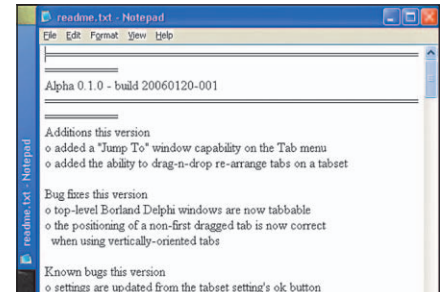 readme.txt - Notepad
File Edit Format View Help
Alpha 0.1.0 - build 20060120-001
Additions this version
o added a "Jump To" window capability on the Tab menu
o added the ability to drag-n-drop re-arrange tabs on a tabset
Bug fixes this version
o top-level Borland Delphi windows are now tabbable
o the positioning of a non-first dragged tab is now correct
when using vertically-oriented tabs
Known bugs this version
o settings are updated from the tabset setting's ok button
readme.txt - Notepad